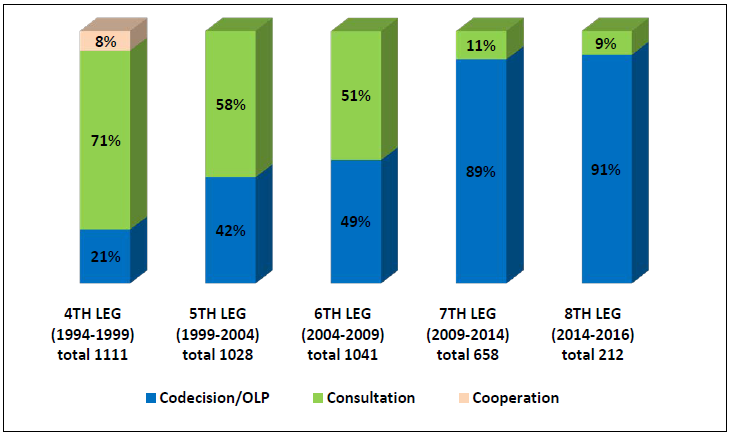 8%
71%
21%
58%
42%
51%
49%
11%
89%
9%
91%
4TH LEG
(1994-1999)
total 1111
5TH LEG
(1999-2004)
total 1028
6TH LEG
(2004-2009)
total 1041
7TH LEG
(2009-2014)
total 658
8TH LEG
(2014-2016)
total 212
Codecision/OLP
Consultation
Cooperation